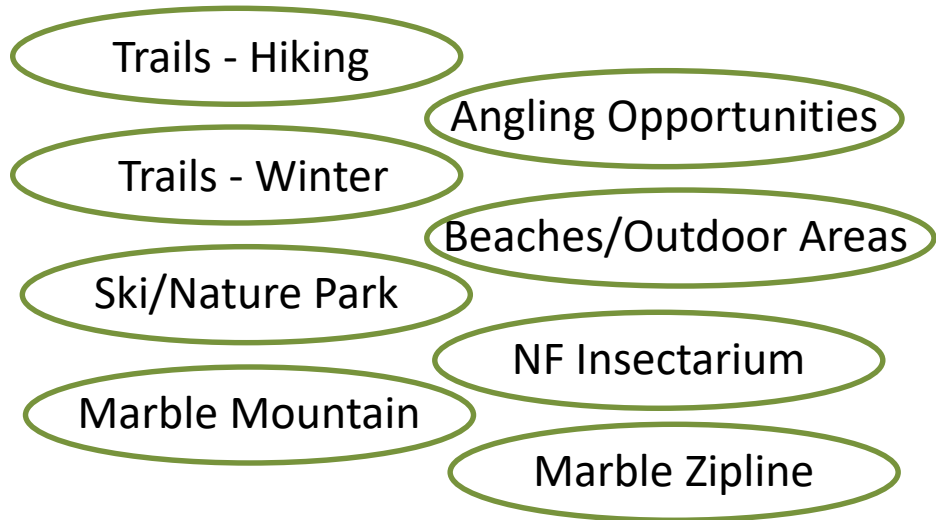 Trails - Hiking
Angling Opportunities
Trails - Winter
Beaches/Outdoor Areas
Ski/Nature Park
NF Insectarium
Marble Mountain
Marble Zipline